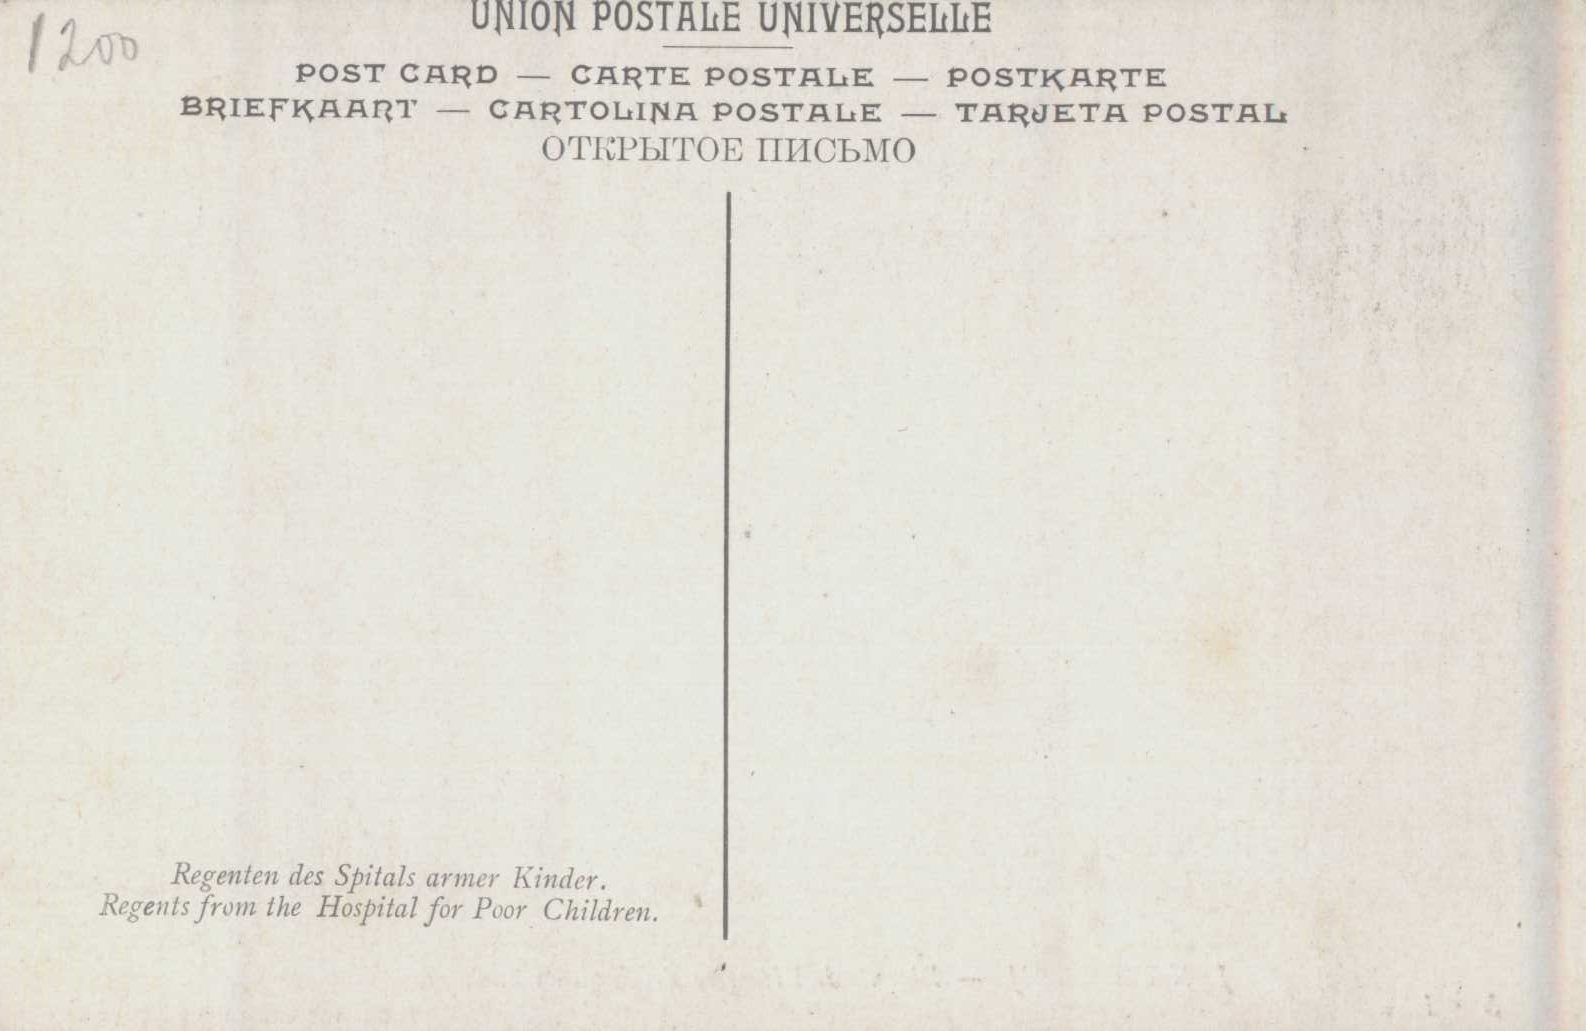 1200
UNION POSTALE UNIVERSELLE
POST CARD — CARTE POSTALE — POSTKARTE
BRIEFKAART — CARTOLINA POSTALE — TARJETA POSTAL
ОТКРЫТОЕ ПИСЬМО
Regenten des Spitals armer Kinder.
Regents from the Hospital for Poor Children.